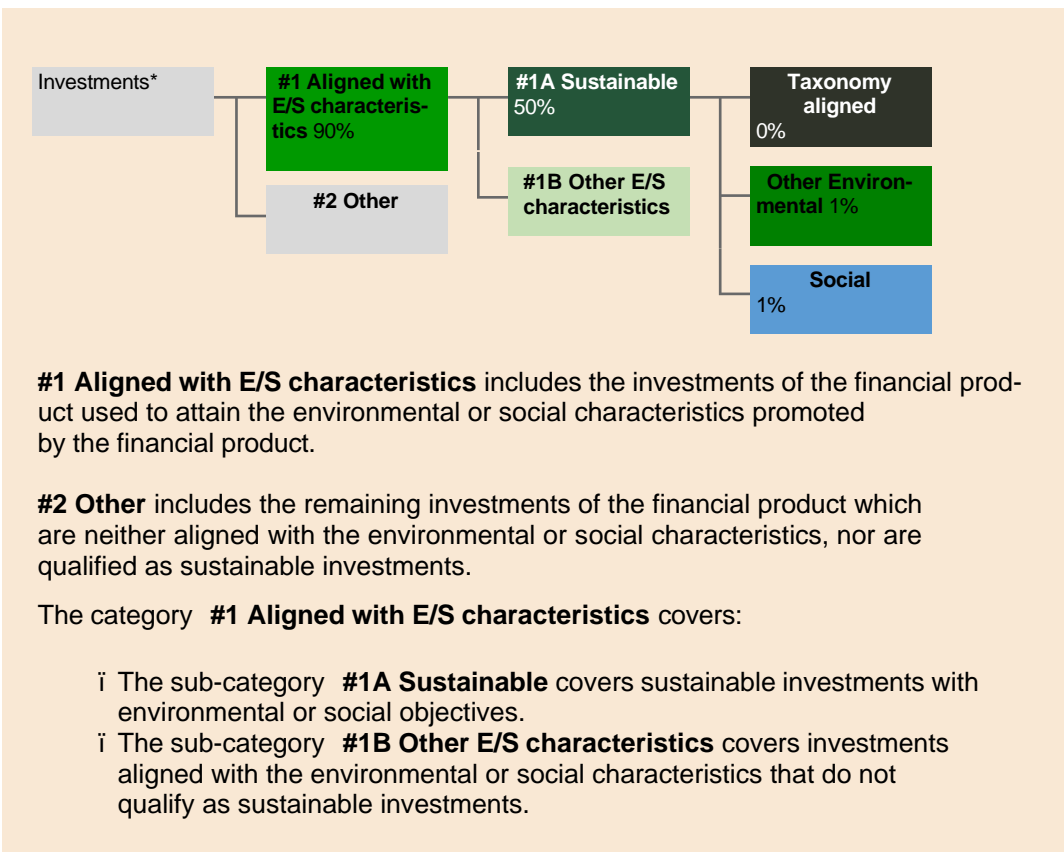 Investments*
#1 Aligned with
E/S characteris-
tics 90%
#2 Other
#1A Sustainable
50%
#1B Other E/S
characteristics
Taxonomy
aligned
0%
Other Environ-
mental 1%
Social
1%
#1 Aligned with E/S characteristics includes the investments of the financial prod-
uct used to attain the environmental or social characteristics promoted
by the financial product.
#2 Other includes the remaining investments of the financial product which
are neither aligned with the environmental or social characteristics, nor are
qualified as sustainable investments.
The category #1 Aligned with E/S characteristics covers:
ï The sub-category #1A Sustainable covers sustainable investments with
environmental or social objectives.
ï The sub-category #1B Other E/S characteristics covers investments
aligned with the environmental or social characteristics that do not
qualify as sustainable investments.